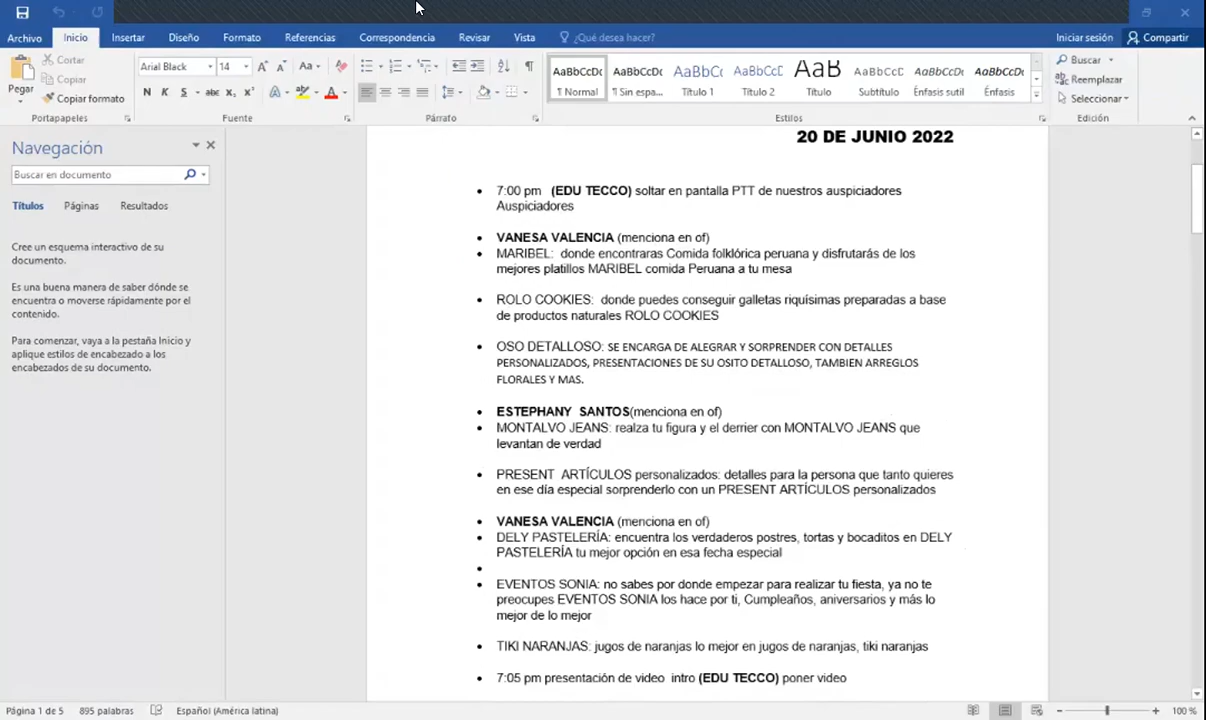 Archivo Inicio Insertar Diseño Formato Referencias Correspondencia Revisar Vista ¿Qué desea hacer? Iniciar sesión Compartir
Pegar
Cortar
Copiar
Copiar formato
Portapapeles
Arial Black 14
N K S abc x₂ x²
Aa
A
Fuente
Párrafo
AaBbCcDc AaBbCcDc AaBbCc AaBbCcC AaB AaBbCcD AaBbCcDc AaBbCcDc
¶ Normal ¶ Sin espa... Título 1 Título 2 Título Subtítulo Énfasis sutil Énfasis
Estilos
Buscar
Reemplazar
Seleccionar
Edición
Navegación
Buscar en documento
Títulos Páginas Resultados
Cree un esquema interactivo de su
documento.
Es una buena manera de saber dónde se
encuentra o moverse rápidamente por el
contenido.
Para comenzar, vaya a la pestaña Inicio y
aplique estilos de encabezado a los
encabezados de su documento.
20 DE JUNIO 2022
• 7:00 pm (EDU TECCO) soltar en pantalla PTT de nuestros auspiciadores
Auspiciadores
• VANESA VALENCIA (menciona en of)
• MARIBEL: donde encontraras Comida folklórica peruana y disfrutarás de los
mejores platillos MARIBEL comida Peruana a tu mesa
• ROLO COOKIES: donde puedes conseguir galletas riquísimas preparadas a base
de productos naturales ROLO COOKIES
• OSO DETALLOSO: SE ENCARGA DE ALEGRAR Y SORPRENDER CON DETALLES
PERSONALIZADOS, PRESENTACIONES DE SU OSITO DETALLOSO, TAMBIEN ARREGLOS
FLORALES Y MAS.
• ESTEPHANY SANTOS(menciona en of)
• MONTALVO JEANS: realza tu figura y el derrier con MONTALVO JEANS que
levantan de verdad
• PRESENT ARTÍCULOS personalizados: detalles para la persona que tanto quieres
en ese día especial sorprenderlo con un PRESENT ARTÍCULOS personalizados
• VANESA VALENCIA (menciona en of)
• DELY PASTELERÍA: encuentra los verdaderos postres, tortas y bocaditos en DELY
PASTELERÍA tu mejor opción en esa fecha especial
•
• EVENTOS SONIA: no sabes por donde empezar para realizar tu fiesta, ya no te
preocupes EVENTOS SONIA los hace por ti, Cumpleaños, aniversarios y más lo
mejor de lo mejor
• TIKI NARANJAS: jugos de naranjas lo mejor en jugos de naranjas, tiki naranjas
• 7:05 pm presentación de video intro (EDU TECCO) poner video
Página 1 de 5 895 palabras Español (América latina) 100 %